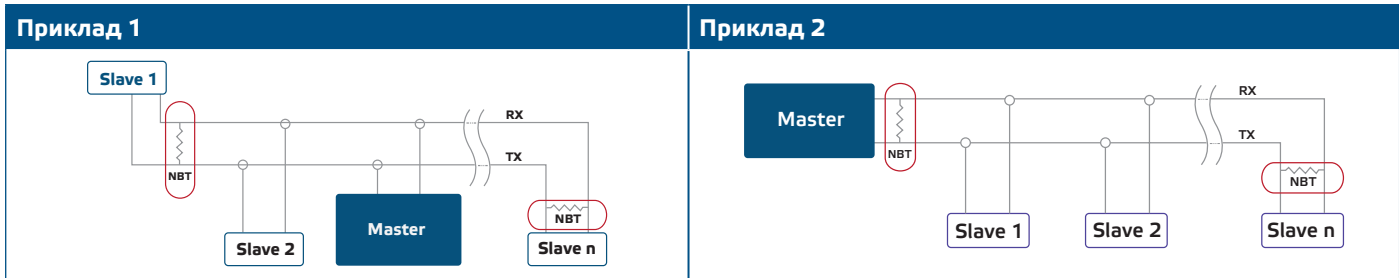 Приклад 1
Slave 1
RX
TX
NBT
NBT
Master
Slave 2
Slave n
Приклад 2
Master
RX
TX
NBT
NBT
Slave 1
Slave 2
Slave n